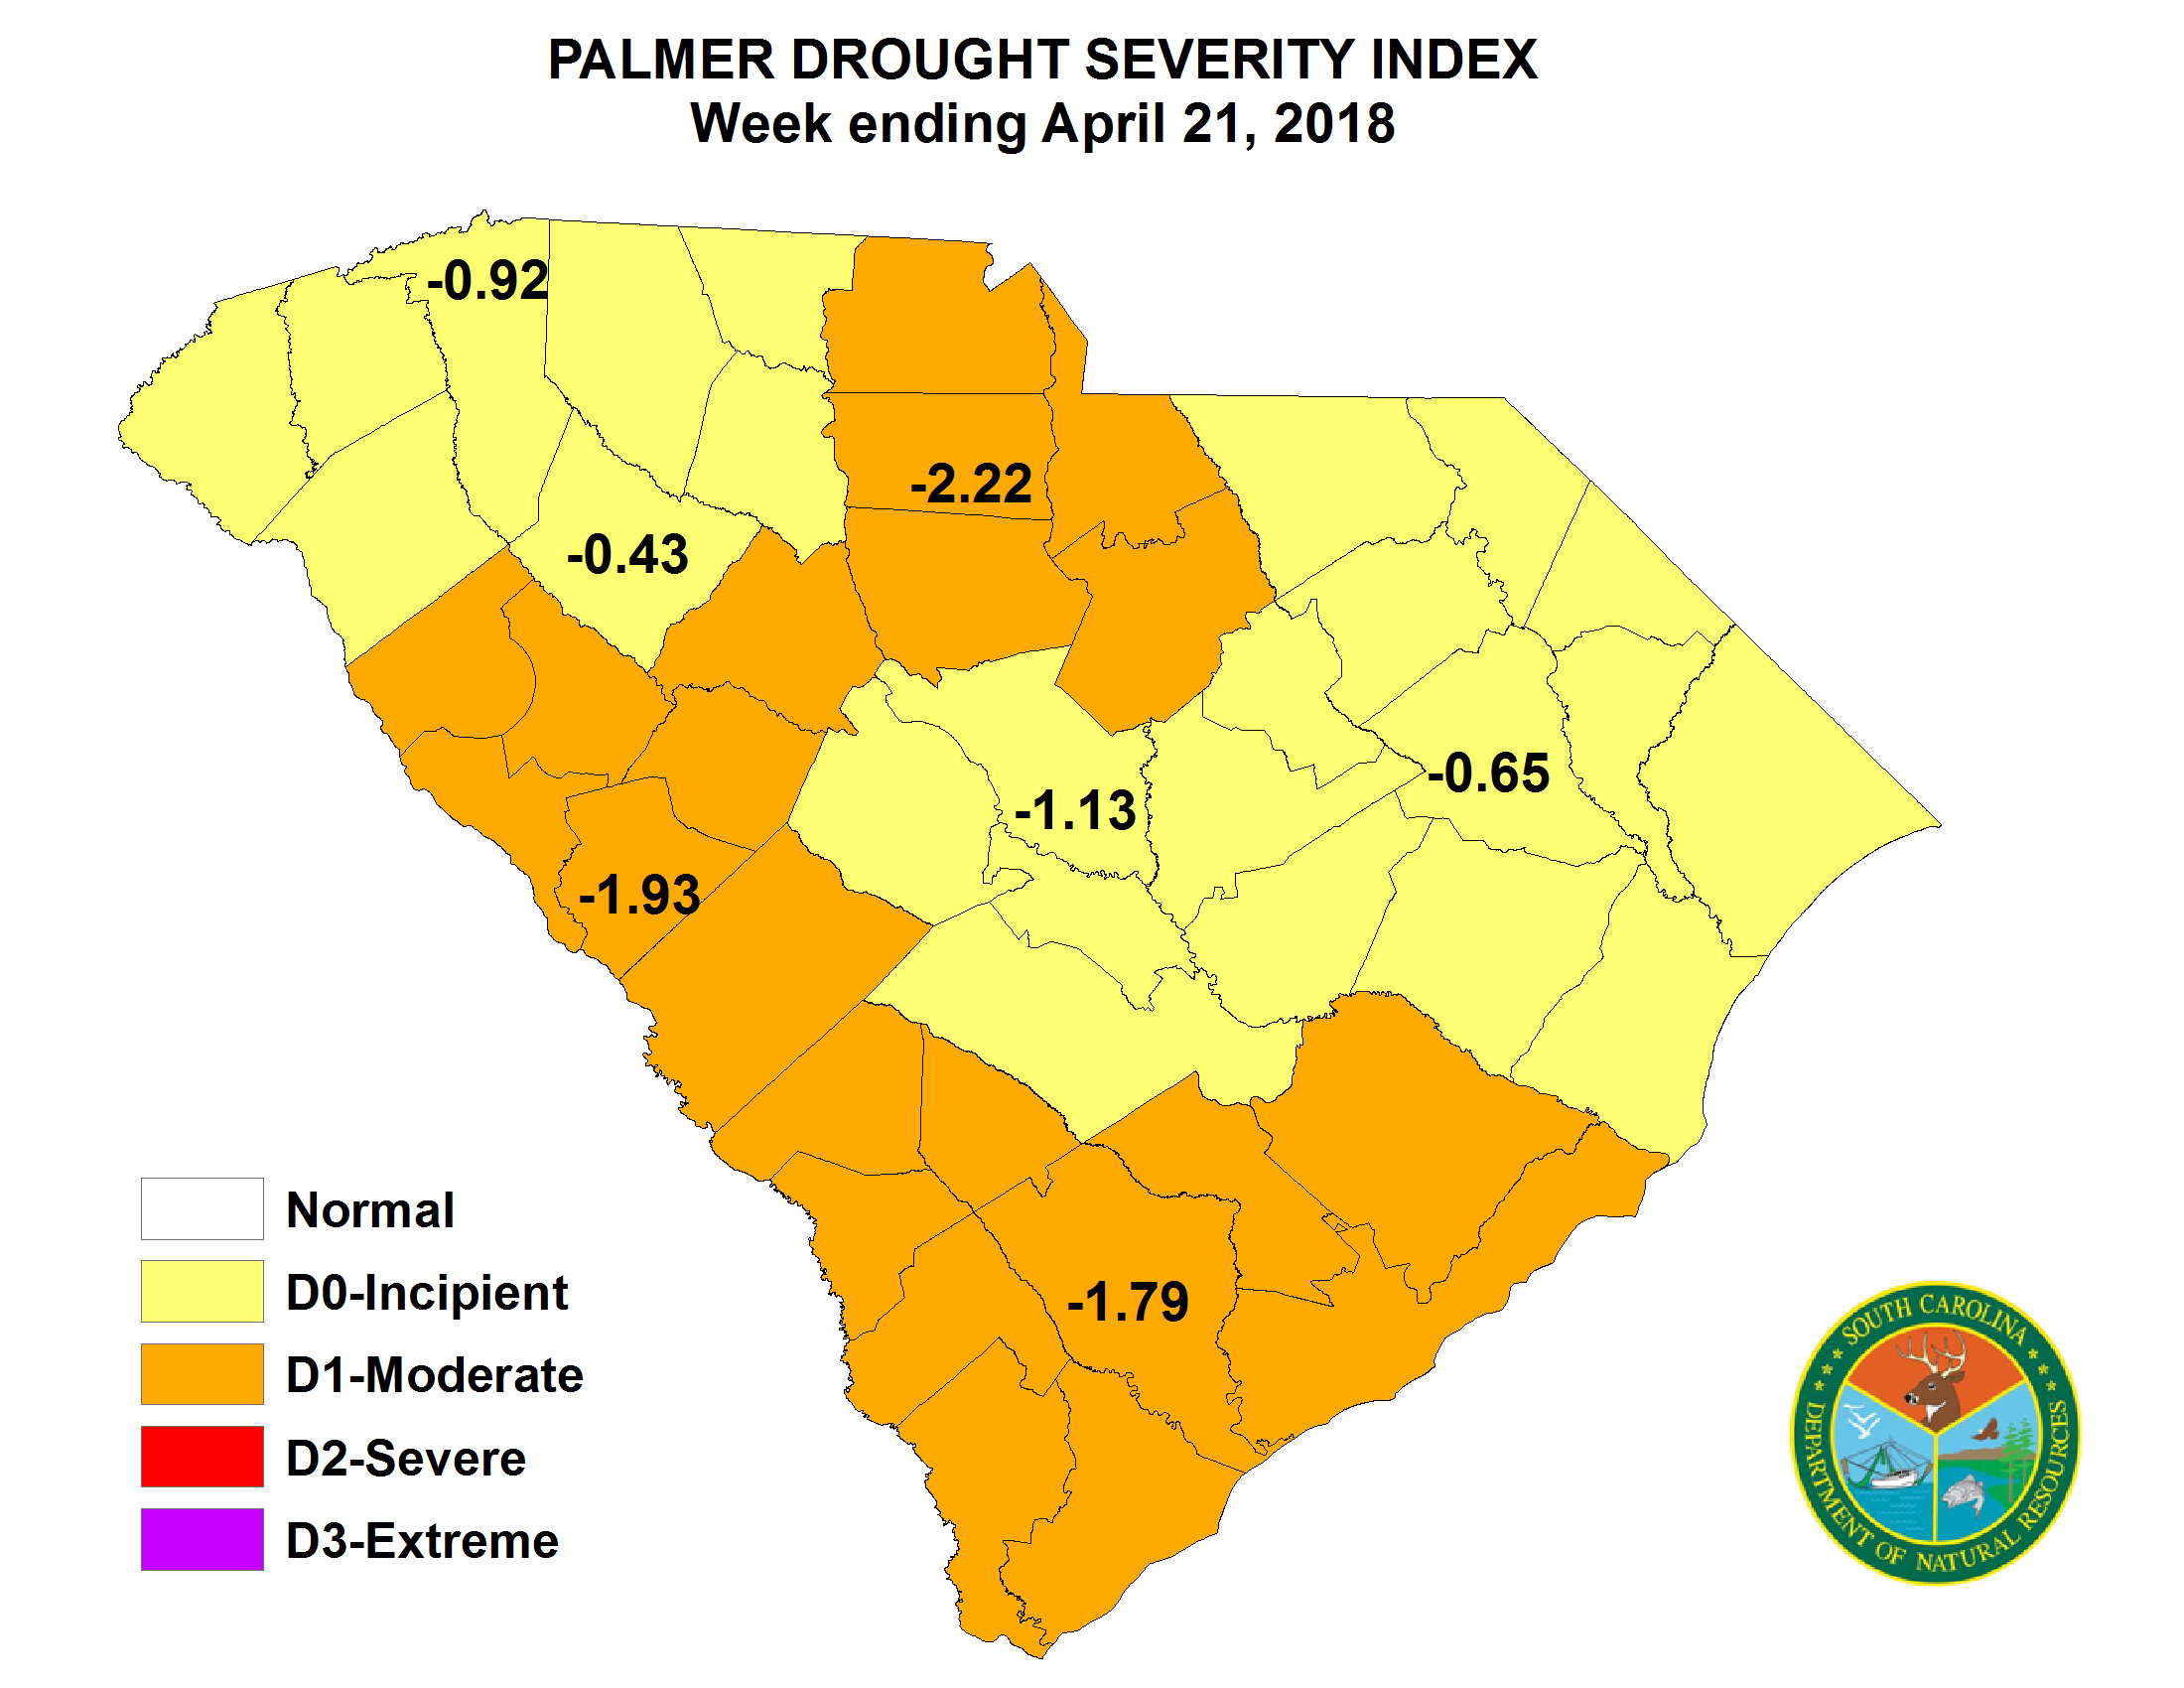 PALMER DROUGHT SEVERITY INDEX
Week ending April 21, 2018
-0.92
-2.22
-0.43
-0.65
-1.13
-1.93
-1.79
Normal
D0-Incipient
D1-Moderate
D2-Severe
D3-Extreme
SOUTH CAROLINA
DEPARTMENT OF NATURAL RESOURCES